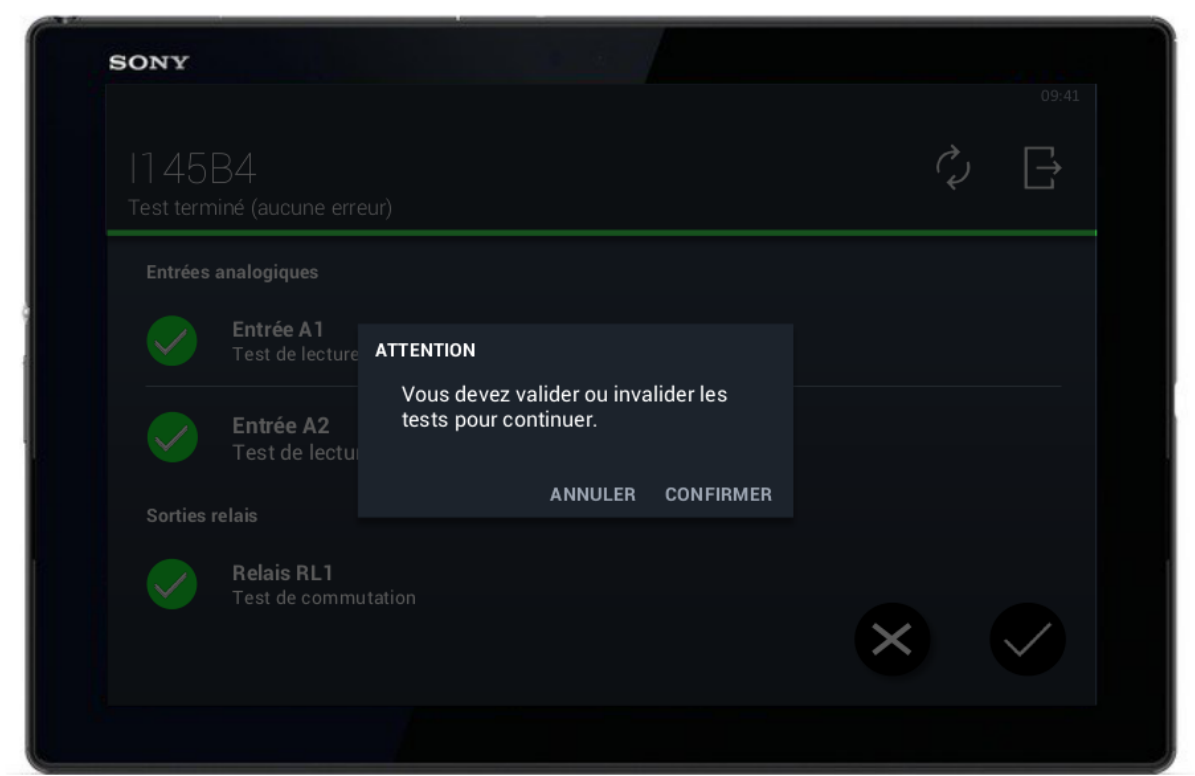 SONY
09:41
I145B4
Test terminé (aucune erreur)
Entrées analogiques
Entrée A1
Test de lecture
ATTENTION
Vous devez valider ou invalider les
tests pour continuer.
Entrée A2
Test de lectu
ANNULER CONFIRMER
Sorties relais
Relais RL1
Test de commutation